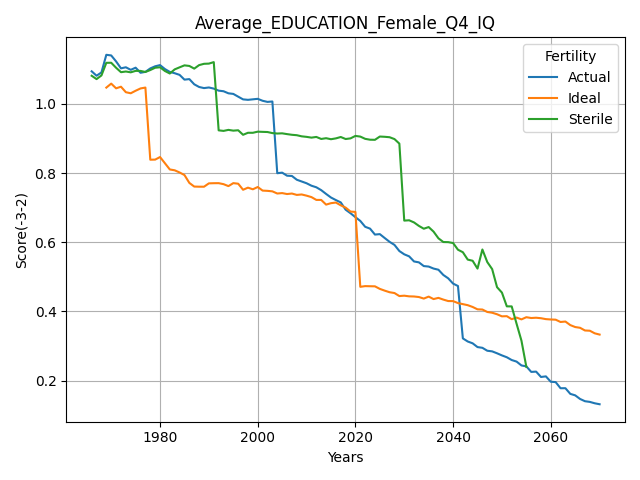 Average_EDUCATION_Female_Q4_IQ
Fertility
Actual
Ideal
Sterile
Score(-3-2)
1.0
0.8
0.6
0.4
0.2
1980
2000
2020
2040
2060
Years